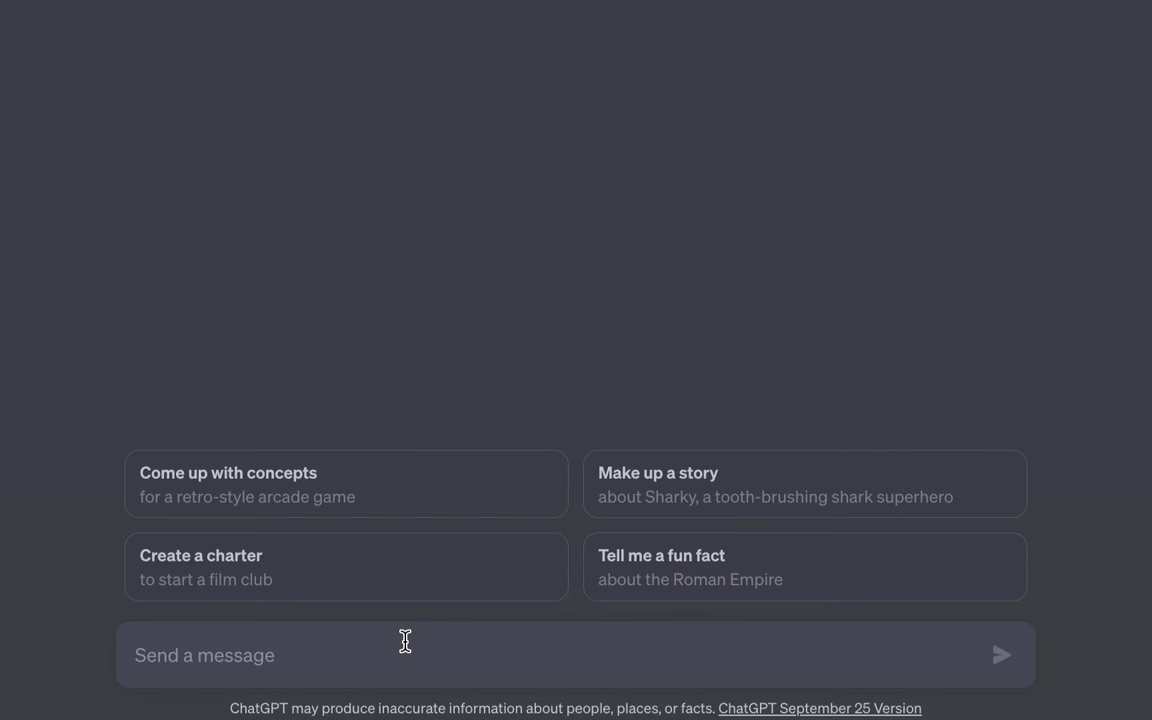 Come up with concepts
for a retro-style arcade game
Make up a story
about Sharky, a tooth-brushing shark superhero
Create a charter
to start a film club
Tell me a fun fact
about the Roman Empire
Send a message
ChatGPT may produce inaccurate information about people, places, or facts. ChatGPT September 25 Version